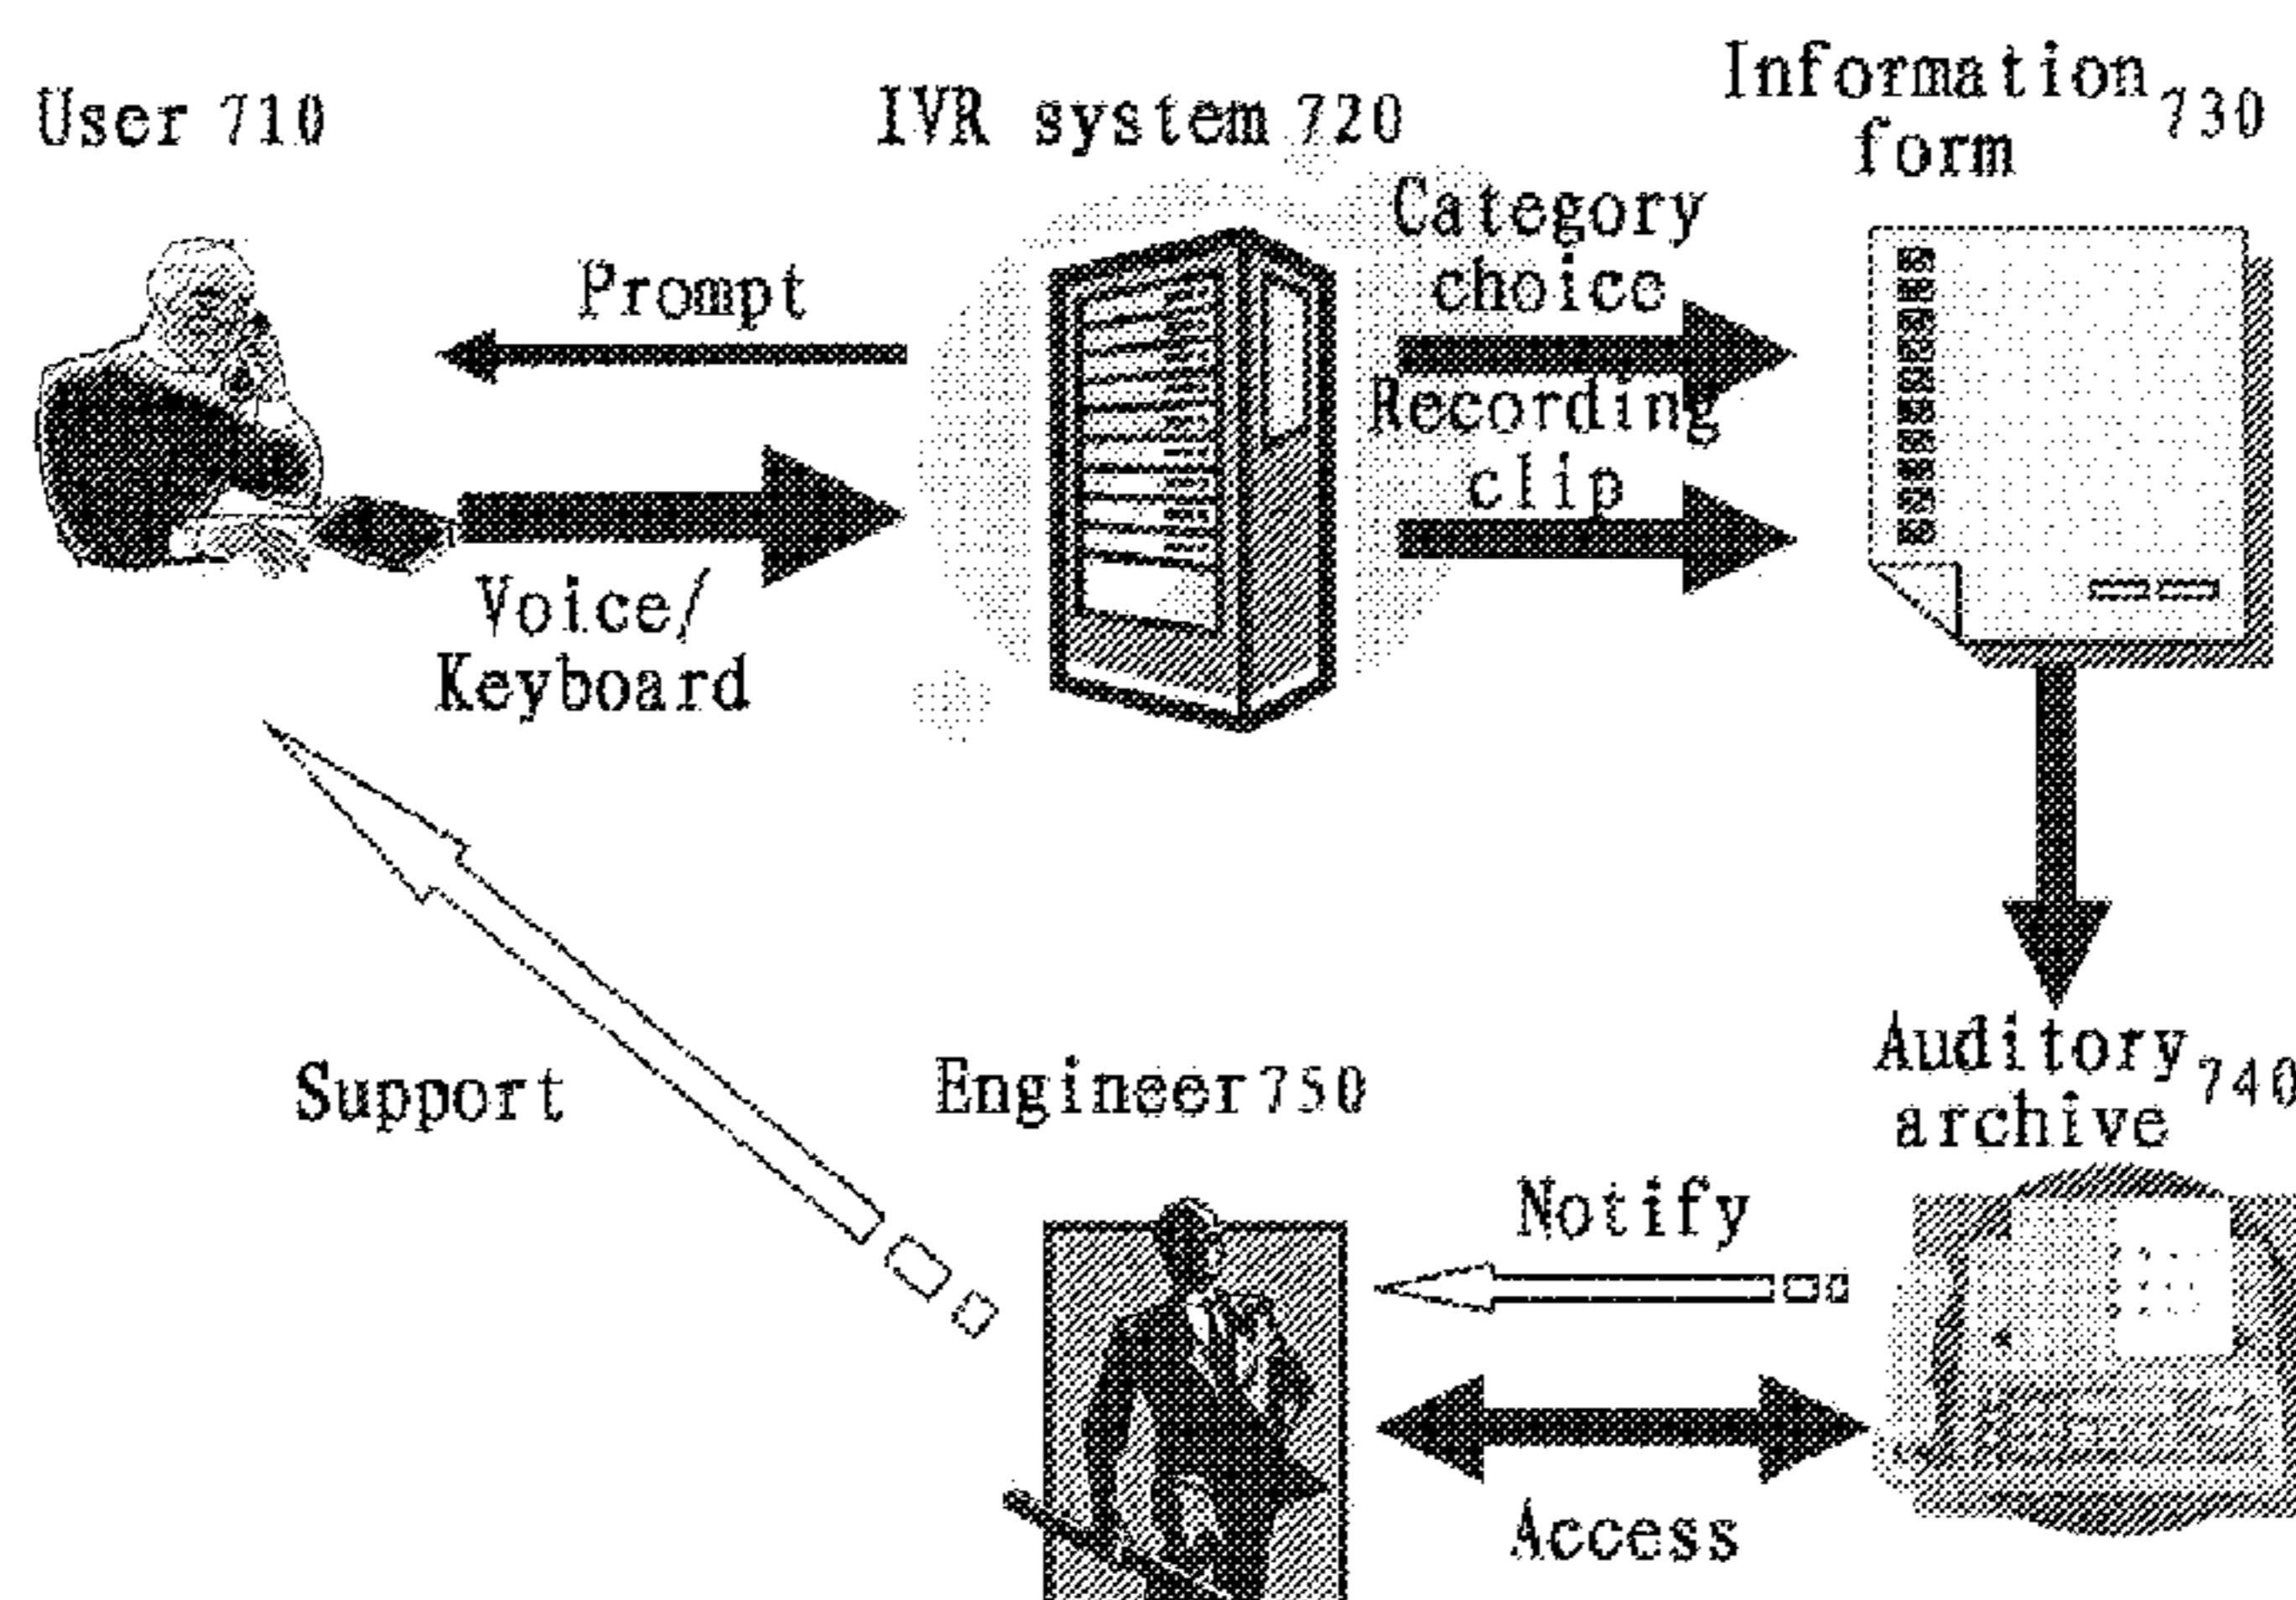 User 710
IVR system 720
Information 730
form
Category
choice
Prompt
Recording
clip
Voice/
Keyboard
Support
Engineer 750
Auditory 740
archive
Notify
Access